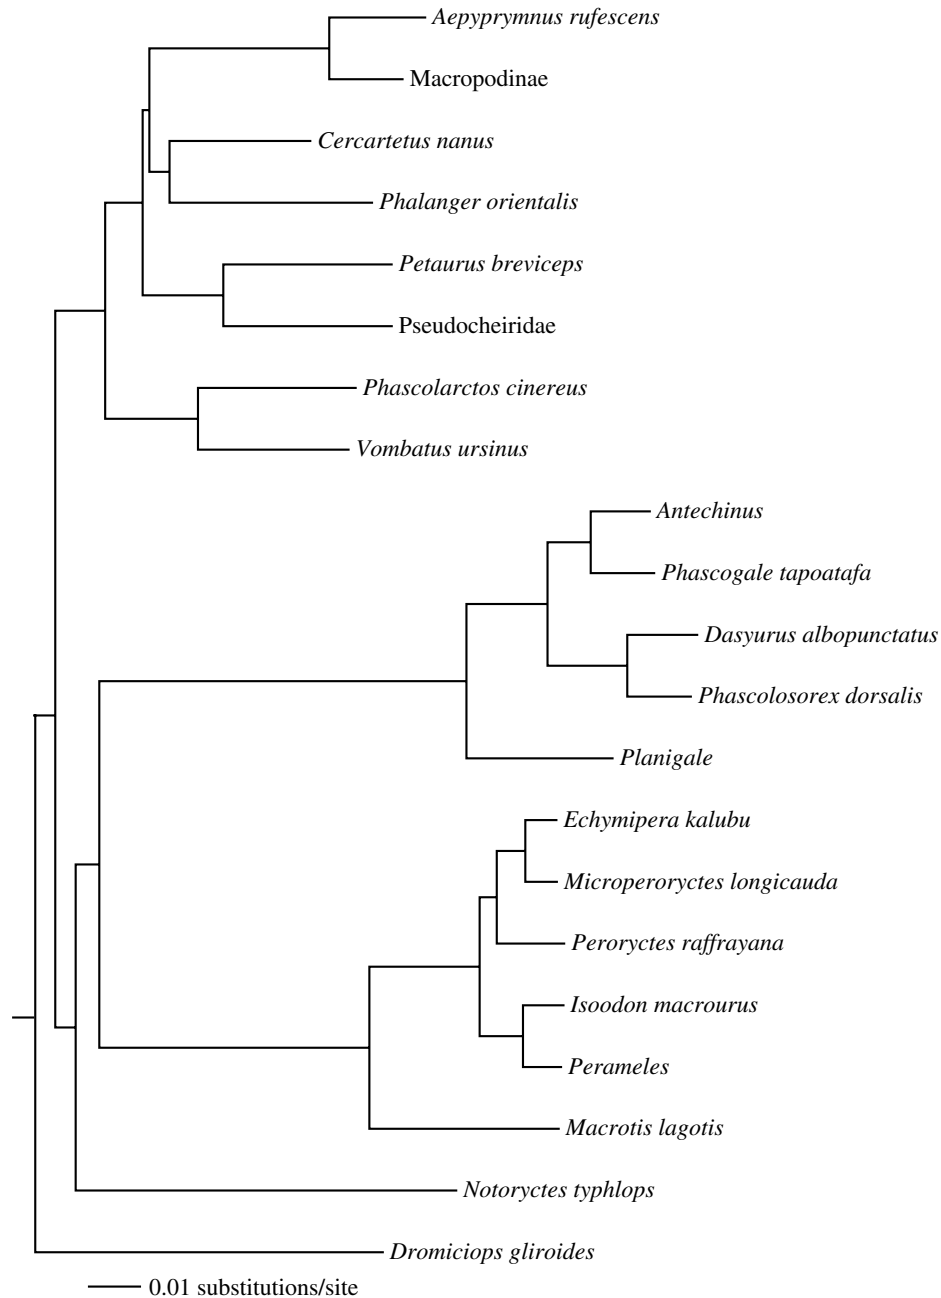 Aepyprymnus rufescens
Macropodinae
Cercartetus nanus
Phalanger orientalis
Petaurus breviceps
Pseudocheiridae
Phascolarctos cinereus
Vombatus ursinus
Antechinus
Phascogale tapoatafa
Dasyurus albopunctatus
Phascolosorex dorsalis
Planigale
Echymipera kalubu
Microperoryctes longicauda
Peroryctes raffrayana
Isoodon macrourus
Perameles
Macrotis lagotis
Notoryctes typhlops
Dromiciops gliroides
0.01 substitutions/site